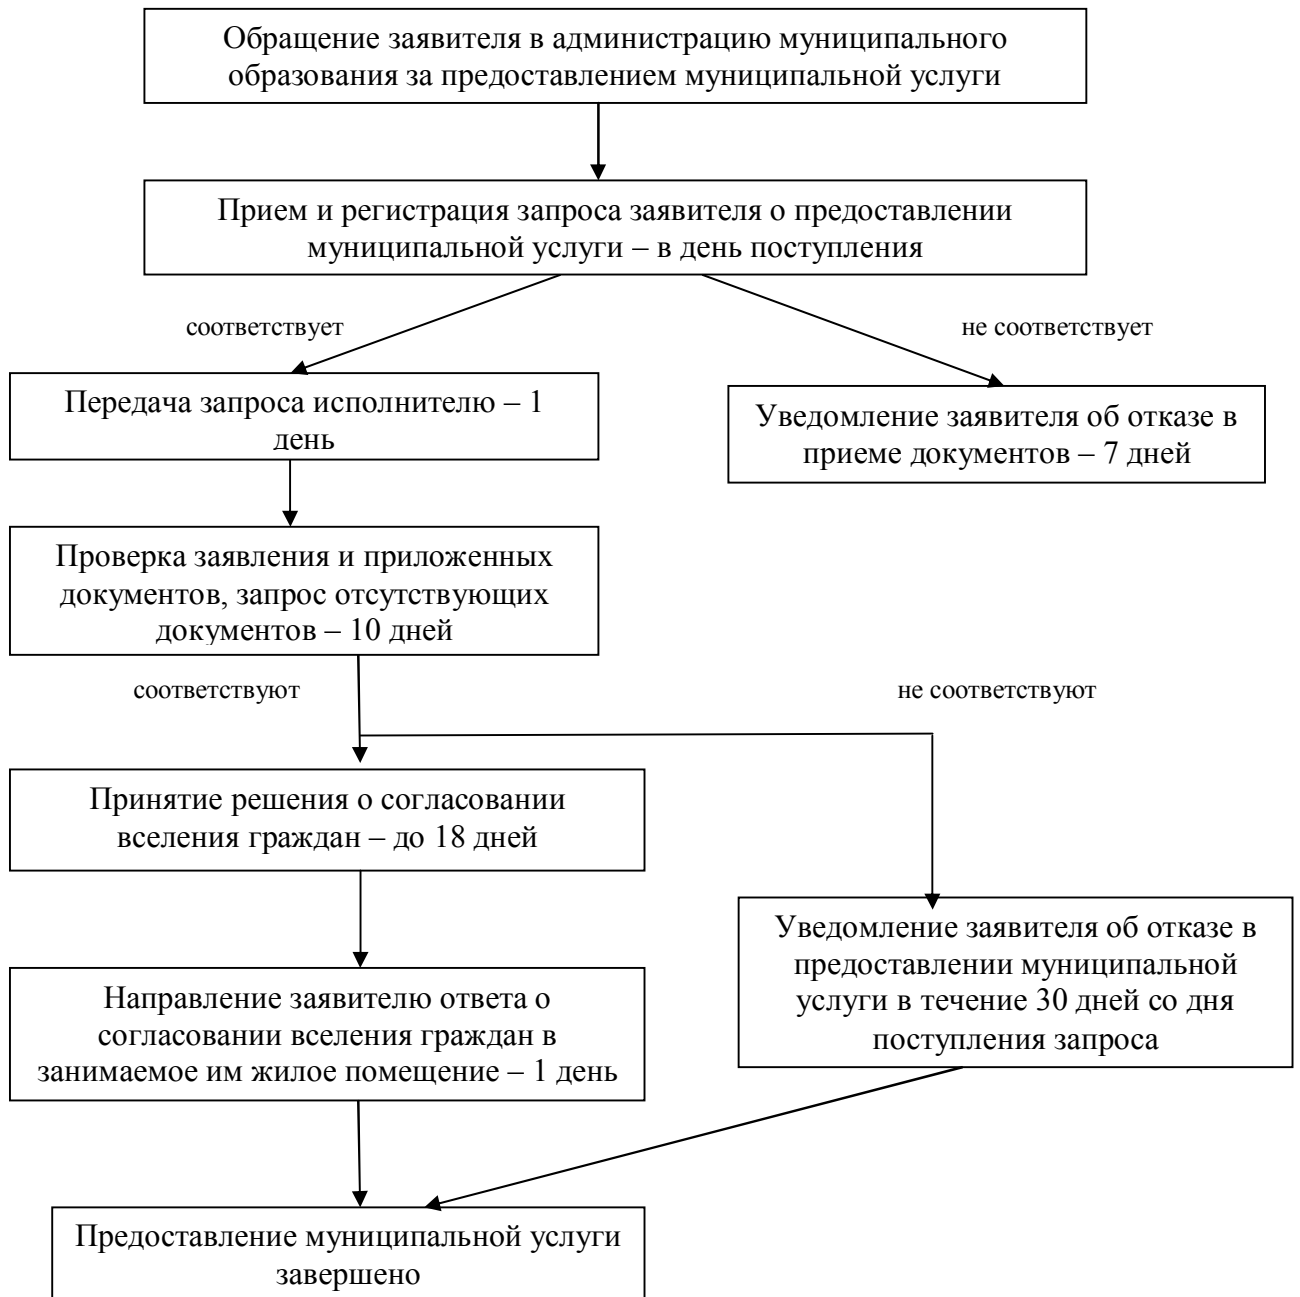 Обращение заявителя в администрацию муниципального
образования за предоставлением муниципальной услуги
Прием и регистрация запроса заявителя о предоставлении
муниципальной услуги – в день поступления
соответствует
не соответствует
Передача запроса исполнителю – 1
день
Уведомление заявителя об отказе в
приеме документов – 7 дней
Проверка заявления и приложенных
документов, запрос отсутствующих
документов – 10 дней
соответствуют
не соответствуют
Принятие решения о согласовании
вселения граждан – до 18 дней
Уведомление заявителя об отказе в
предоставлении муниципальной
услуги в течение 30 дней со дня
поступления запроса
Направление заявителю ответа о
согласовании вселения граждан в
занимаемое им жилое помещение – 1 день
Предоставление муниципальной услуги
завершено